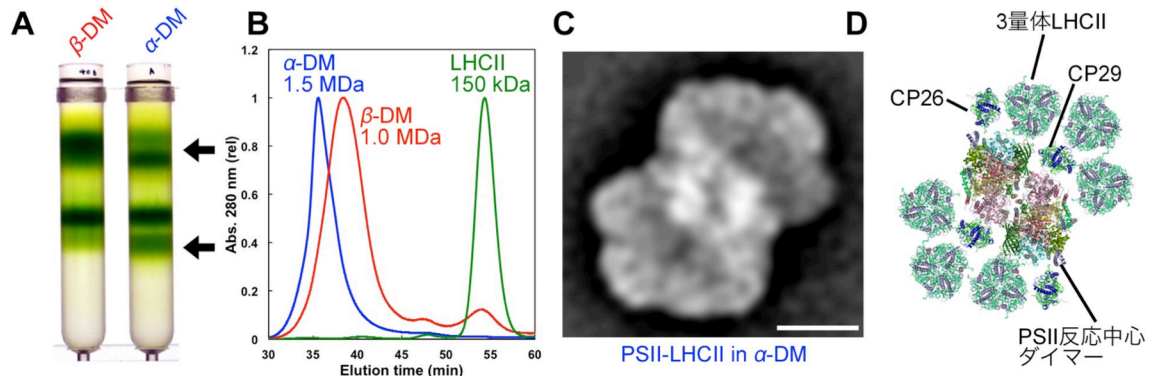 A
β-DM
α-DM
B
Abs. 280 nm (rel)
1.2
1
0.8
0.6
0.4
0.2
0
α-DM
1.5 MDa
β-DM
1.0 MDa
LHCII
150 kDa
30 35 40 45 50 55 60
Elution time (min)
C
PSII-LHCII in α-DM
D
3量体LHCII
CP29
CP26
PSII反応中心
ダイマー